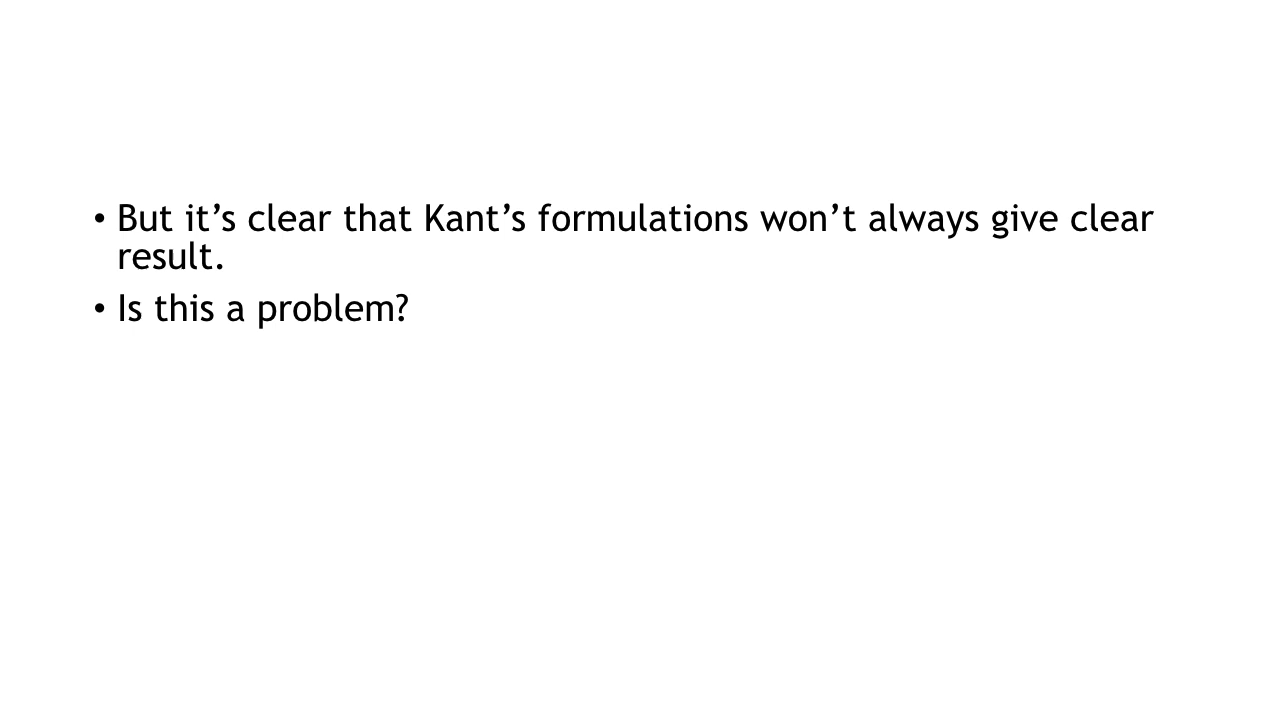 • But it’s clear that Kant’s formulations won’t always give clear
result.
• Is this a problem?